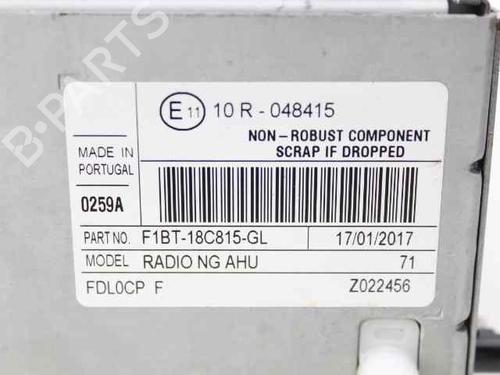 B-PARTS
E 11 10 R - 048415
NON - ROBUST COMPONENT
SCRAP IF DROPPED
MADE IN
PORTUGAL
0259A
PART NO. F1BT-18C815-GL 17/01/2017
MODEL RADIO NG AHU 71
FDL0CP F Z022456